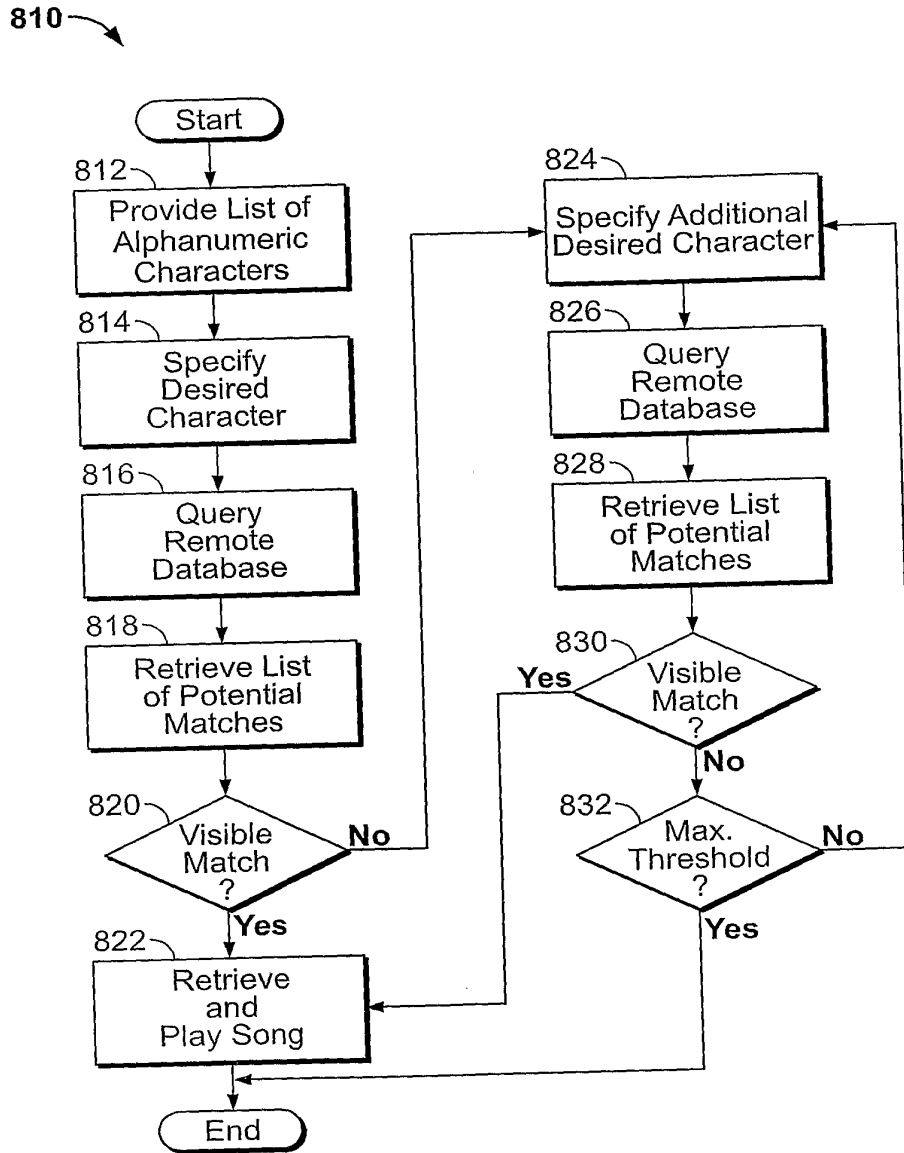 810
Start
812
Provide List of
Alphanumeric
Characters
814
Specify
Desired
Character
816
Query
Remote
Database
818
Retrieve List
of Potential
Matches
820
Visible
Match
?
No
Yes
822
Retrieve
and
Play Song
End
824
Specify Additional
Desired Character
826
Query
Remote
Database
828
Retrieve List
of Potential
Matches
830
Visible
Match
?
Yes
No
832
Max.
Threshold
?
No
Yes